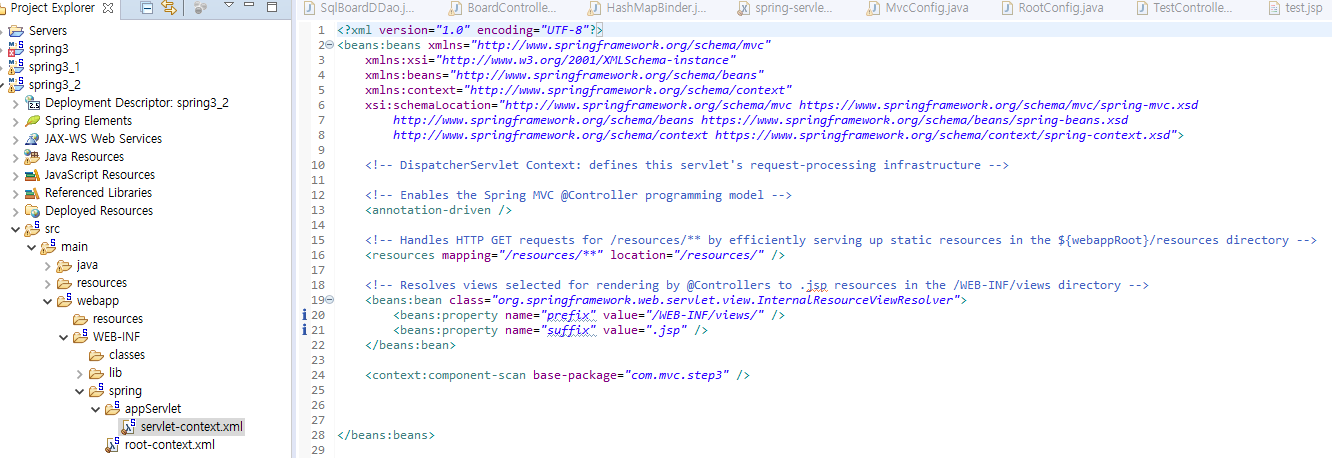 Project Explorer
Servers
spring3
spring3_1
spring3_2
Deployment Descriptor: spring3_2
Spring Elements
JAX-WS Web Services
Java Resources
JavaScript Resources
Referenced Libraries
Deployed Resources
src
main
java
resources
webapp
resources
WEB-INF
classes
lib
spring
appServlet
servlet-context.xml
root-context.xml
SqlBoardDDao.j...
BoardControlle...
HashMapBinder.j...
spring-servle...
MvcConfig.java
RootConfig.java
TestControlle...
test.jsp
1 <?xml version="1.0" encoding="UTF-8"?>
2 <beans:beans xmlns="http://www.springframework.org/schema/mvc"
3 xmlns:xsi="http://www.w3.org/2001/XMLSchema-instance"
4 xmlns:beans="http://www.springframework.org/schema/beans"
5 xmlns:context="http://www.springframework.org/schema/context"
6 xsi:schemaLocation="http://www.springframework.org/schema/mvc https://www.springframework.org/schema/mvc/spring-mvc.xsd
7 http://www.springframework.org/schema/beans https://www.springframework.org/schema/beans/spring-beans.xsd
8 http://www.springframework.org/schema/context https://www.springframework.org/schema/context/spring-context.xsd">
9
10 <!-- DispatcherServlet Context: defines this servlet's request-processing infrastructure -->
11
12 <!-- Enables the Spring MVC @Controller programming model -->
13 <annotation-driven />
14
15 <!-- Handles HTTP GET requests for /resources/** by efficiently serving up static resources in the ${webappRoot}/resources directory -->
16 <resources mapping="/resources/**" location="/resources/" />
17
18 <!-- Resolves views selected for rendering by @Controllers to .jsp resources in the /WEB-INF/views directory -->
19 <beans:bean class="org.springframework.web.servlet.view.InternalResourceViewResolver">
20 <beans:property name="prefix" value="/WEB-INF/views/" />
21 <beans:property name="suffix" value=".jsp" />
22 </beans:bean>
23
24 <context:component-scan base-package="com.mvc.step3" />
25
26
27
28 </beans:beans>
29